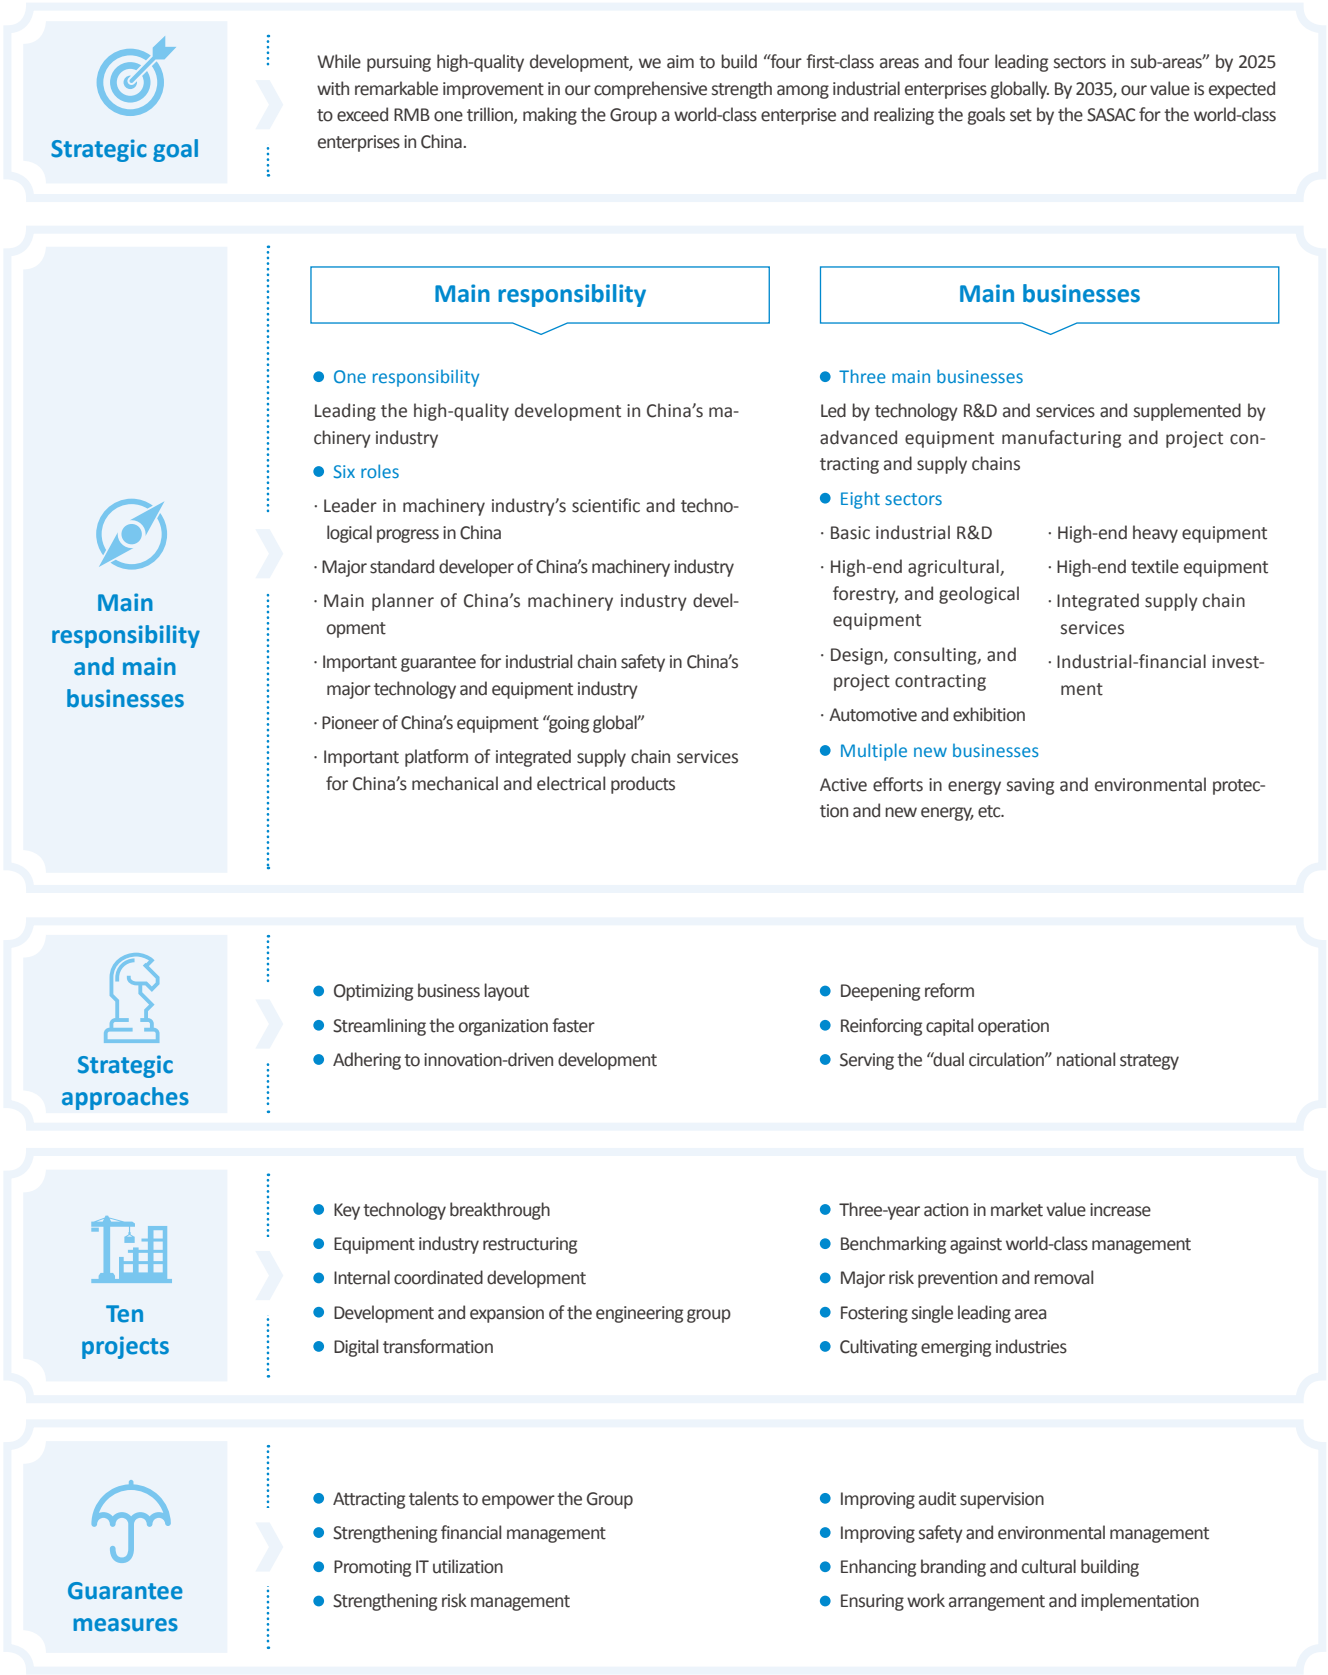 Strategic goal
While pursuing high-quality development, we aim to build “four first-class areas and four leading sectors in sub-areas” by 2025
with remarkable improvement in our comprehensive strength among industrial enterprises globally. By 2035, our value is expected
to exceed RMB one trillion, making the Group a world-class enterprise and realizing the goals set by the SASAC for the world-class
enterprises in China.
Main
responsibility
and main
businesses
Main responsibility
● One responsibility
Leading the high-quality development in China’s ma-
chinery industry
● Six roles
· Leader in machinery industry’s scientific and techno-
logical progress in China
· Major standard developer of China’s machinery industry
· Main planner of China’s machinery industry devel-
opment
· Important guarantee for industrial chain safety in China’s
major technology and equipment industry
· Pioneer of China’s equipment “going global”
· Important platform of integrated supply chain services
for China’s mechanical and electrical products
Main businesses
● Three main businesses
Led by technology R&D and services and supplemented by
advanced equipment manufacturing and project con-
tracting and supply chains
● Eight sectors
· Basic industrial R&D
· High-end agricultural,
forestry, and geological
equipment
· Design, consulting, and
project contracting
· Automotive and exhibition
· High-end heavy equipment
· High-end textile equipment
· Integrated supply chain
services
· Industrial-financial invest-
ment
● Multiple new businesses
Active efforts in energy saving and environmental protec-
tion and new energy, etc.
Strategic
approaches
● Optimizing business layout
● Streamlining the organization faster
● Adhering to innovation-driven development
● Deepening reform
● Reinforcing capital operation
● Serving the “dual circulation” national strategy
Ten
projects
● Key technology breakthrough
● Equipment industry restructuring
● Internal coordinated development
● Development and expansion of the engineering group
● Digital transformation
● Three-year action in market value increase
● Benchmarking against world-class management
● Major risk prevention and removal
● Fostering single leading area
● Cultivating emerging industries
Guarantee
measures
● Attracting talents to empower the Group
● Strengthening financial management
● Promoting IT utilization
● Strengthening risk management
● Improving audit supervision
● Improving safety and environmental management
● Enhancing branding and cultural building
● Ensuring work arrangement and implementation